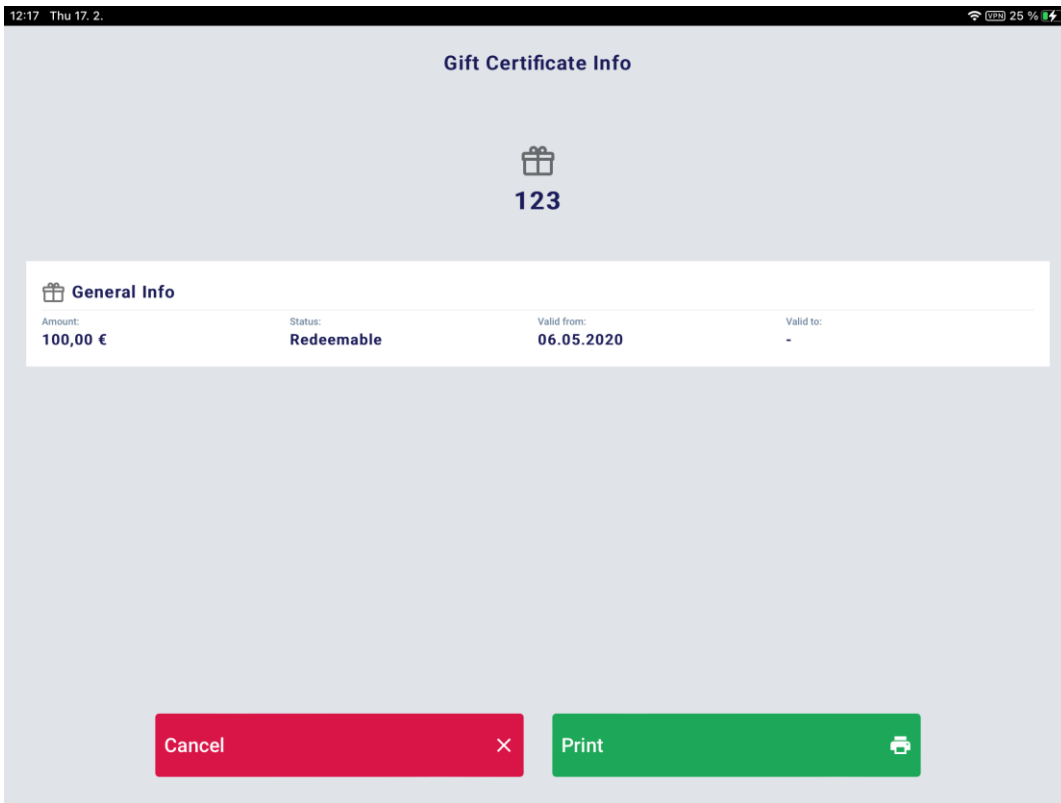 12:17 Thu 17. 2. VPN 25 %
Gift Certificate Info
123
General Info
Amount: Status: Valid from: Valid to:
100,00 € Redeemable 06.05.2020 -
Cancel Print